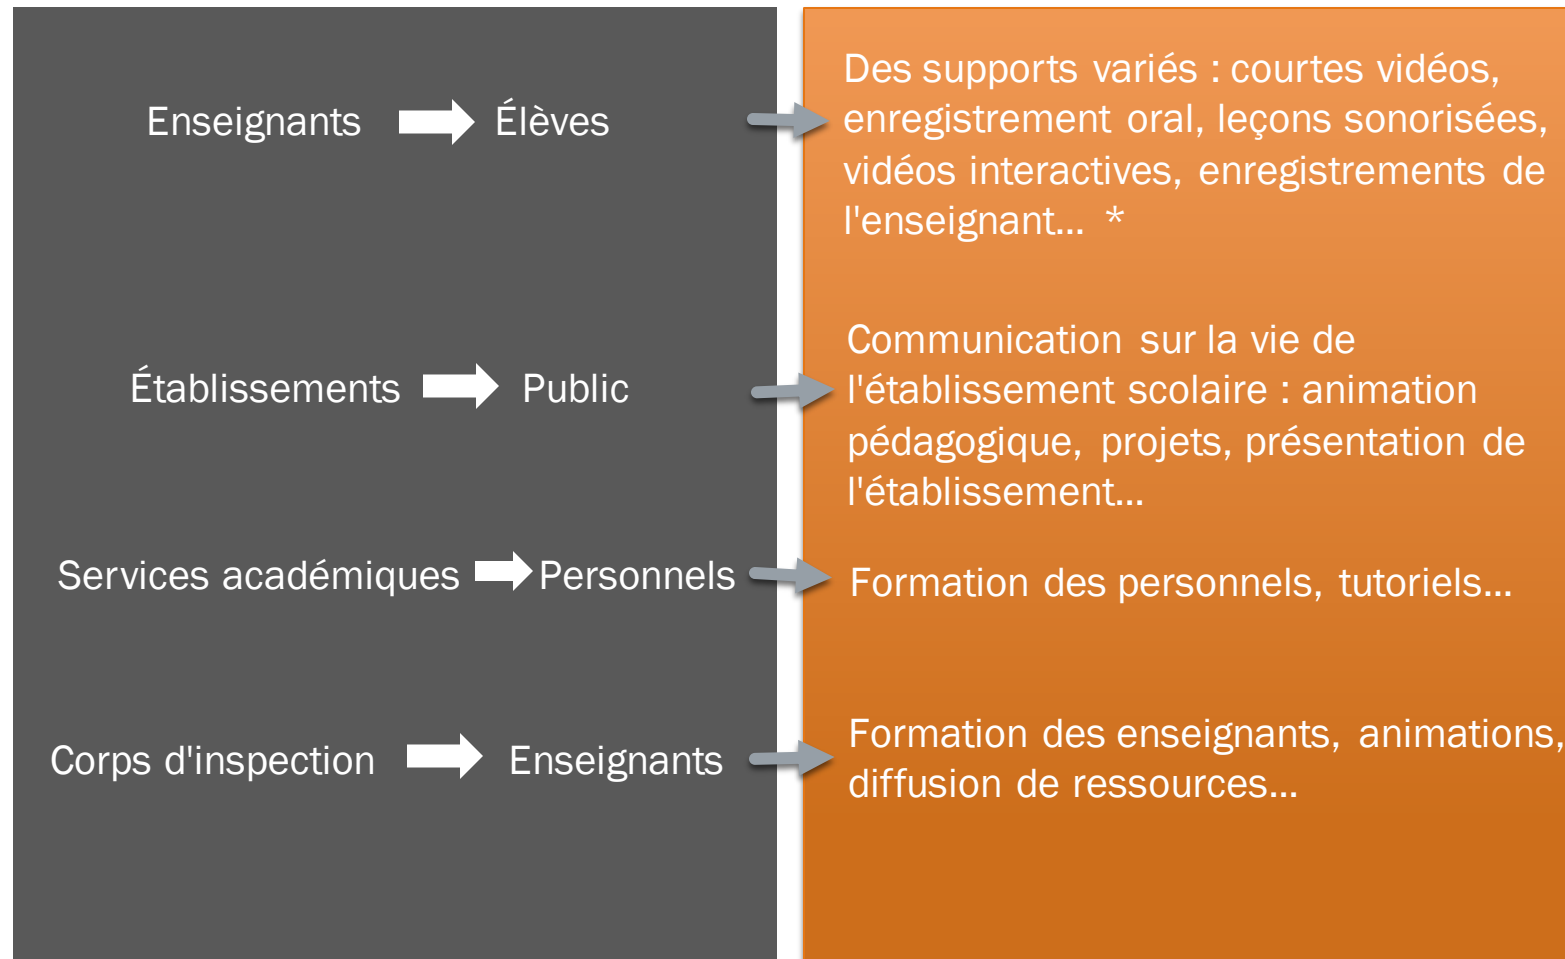 Enseignants Élèves
Des supports variés : courtes vidéos,
enregistrement oral, leçons sonorisées,
vidéos interactives, enregistrements de
l'enseignant... *
Établissements Public
Communication sur la vie de
l'établissement scolaire : animation
pédagogique, projets, présentation de
l'établissement...
Services académiques Personnels
Formation des personnels, tutoriels...
Corps d'inspection Enseignants
Formation des enseignants, animations,
diffusion de ressources...